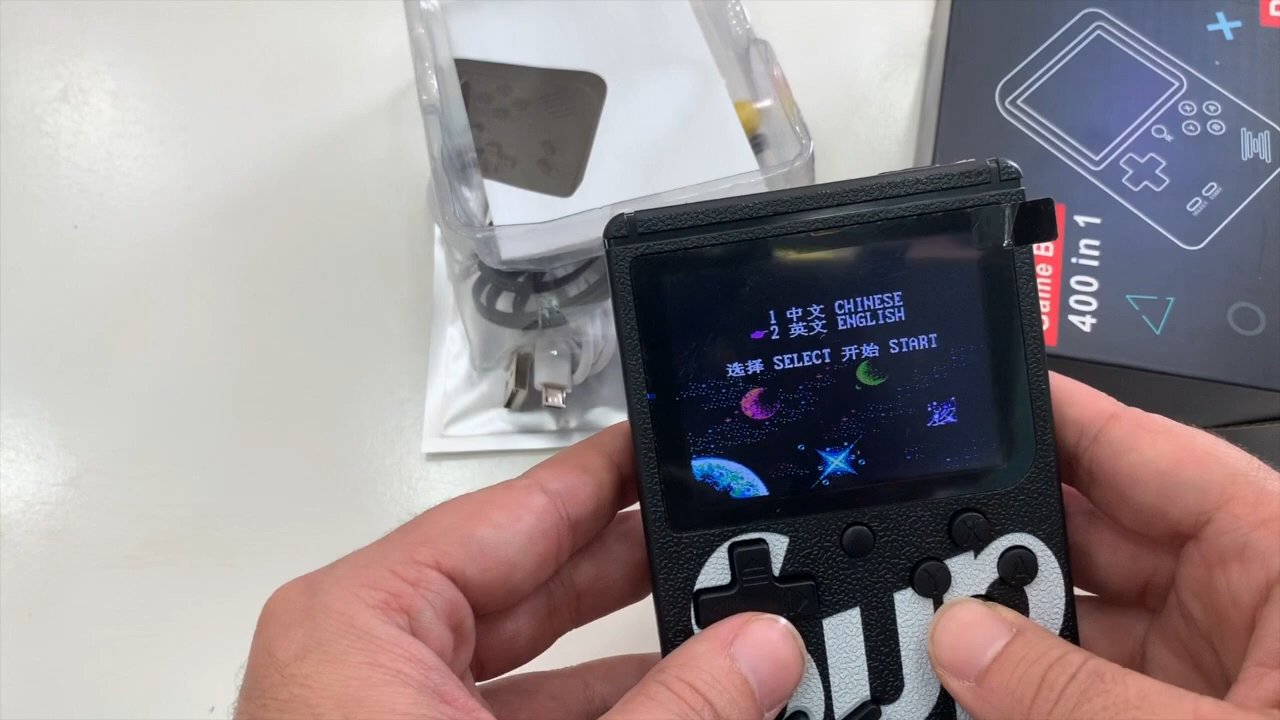 1 中文 CHINESE
2 英文 ENGLISH
选择 SELECT 开始 START
sup
Y
X
A
400 in 1